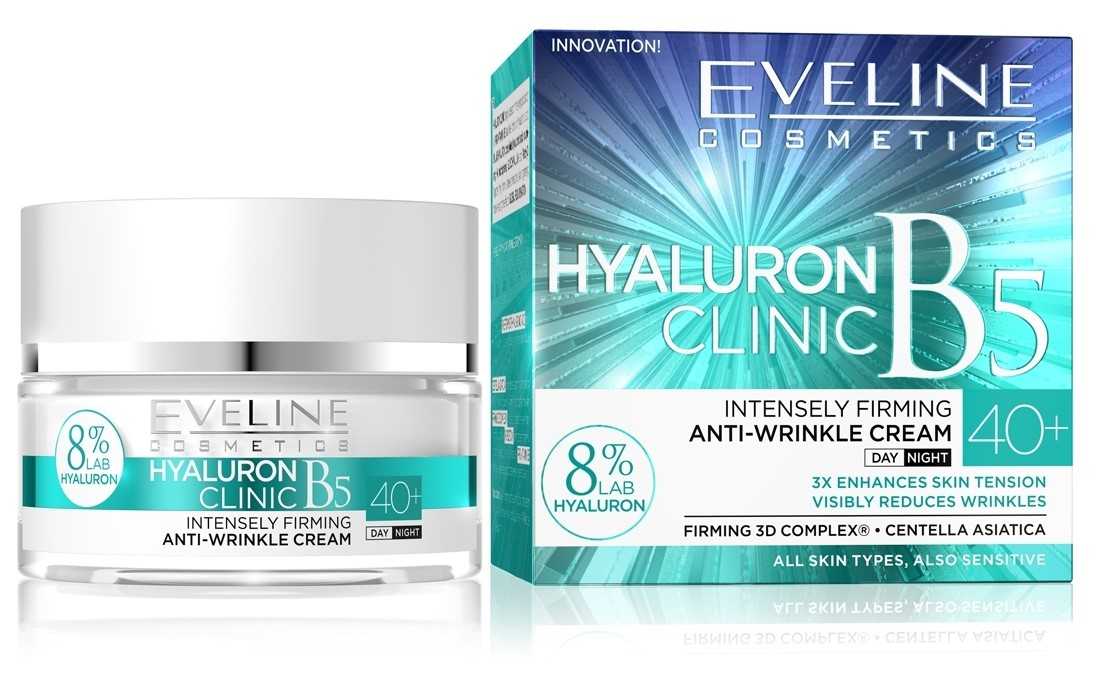 EVELINE
COSMETICS
8%
LAB
HYALURON
HYALURON
CLINIC B5
40+
INTENSELY FIRMING
ANTI-WRINKLE CREAM
DAY NIGHT
INNOVATION!
EVELINE
COSMETICS
HYALURON
CLINIC B5
INTENSELY FIRMING
ANTI-WRINKLE CREAM
DAY NIGHT
40+
8%
LAB
HYALURON
3X ENHANCES SKIN TENSION
VISIBLY REDUCES WRINKLES
FIRMING 3D COMPLEX® • CENTELLA ASIATICA
ALL SKIN TYPES, ALSO SENSITIVE